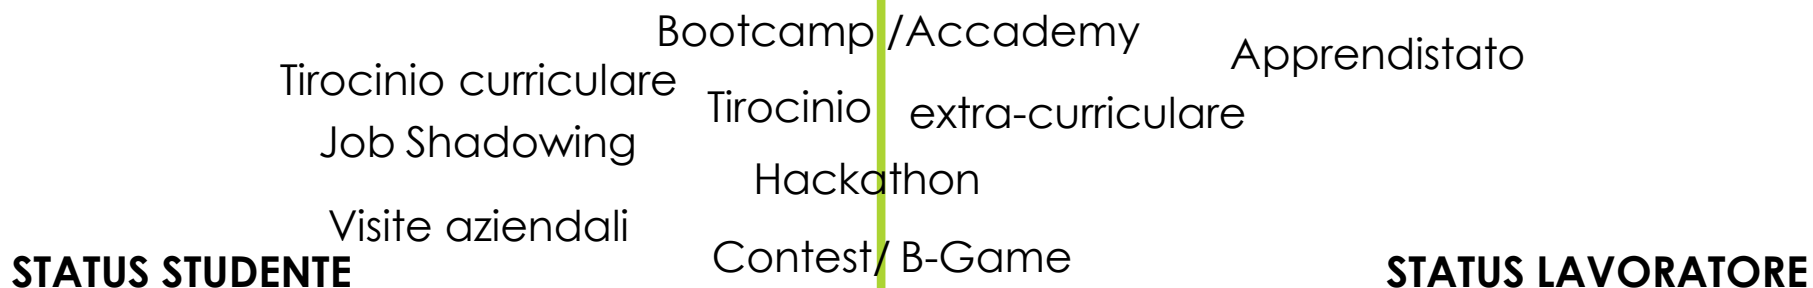 Bootcamp /Accademy
Apprendistato
Tirocinio curriculare
Tirocinio extra-curriculare
Job Shadowing
Hackathon
Visite aziendali
Contest/ B-Game
STATUS STUDENTE
STATUS LAVORATORE